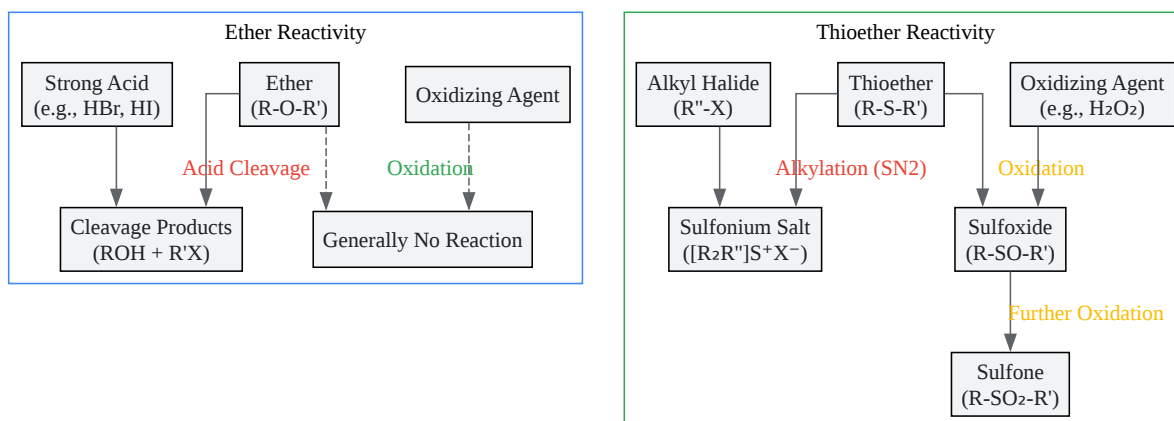 Ether Reactivity
Strong Acid
(e.g., HBr, HI)
Ether
(R-O-R')
Oxidizing Agent
Acid Cleavage
Oxidation
Cleavage Products
(ROH + R'X)
Generally No Reaction
Thioether Reactivity
Alkyl Halide
(R''-X)
Thioether
(R-S-R')
Oxidizing Agent
(e.g., H₂O₂)
Alkylation (SN2)
Oxidation
Sulfonium Salt
([R₂R'']S⁺X⁻)
Sulfoxide
(R-SO-R')
Further Oxidation
Sulfone
(R-SO₂-R')